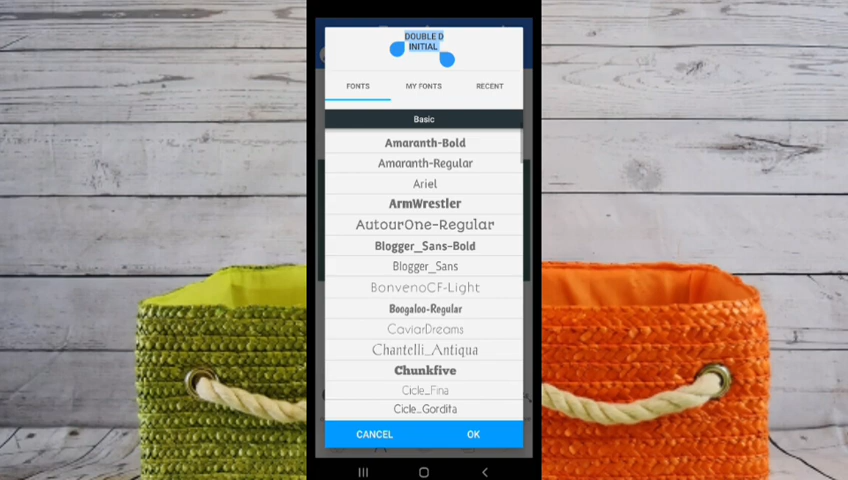 DOUBLE D
INITIAL
FONTS
MY FONTS
RECENT
Basic
Amaranth-Bold
Amaranth-Regular
Ariel
ArmWrestler
AutourOne-Regular
Blogger_Sans-Bold
Blogger_Sans
BonvenoCF-Light
Boogaloo-Regular
CaviarDreams
Chantelli_Antiqua
Chunkfive
Cicle_Fina
Cicle_Gordita
CANCEL
OK